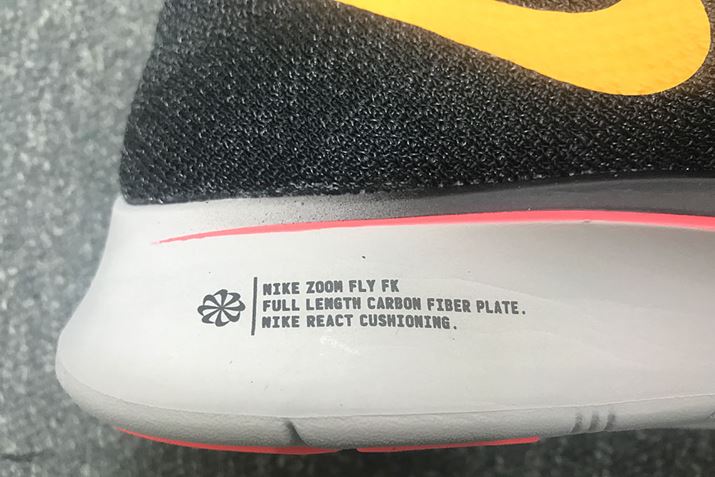 NIKE ZOOM FLY FK
FULL LENGTH CARBON FIBER PLATE.
NIKE REACT CUSHIONING.